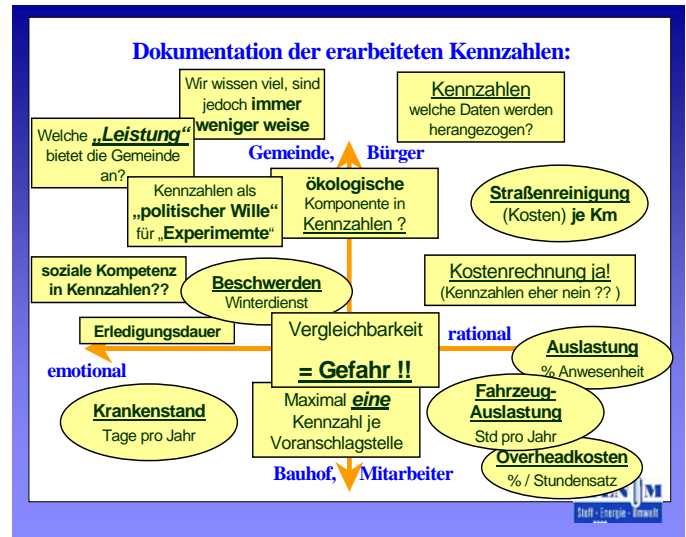 Dokumentation der erarbeiteten Kennzahlen:
Wir wissen viel, sind
jedoch immer
weniger weise
Kennzahlen
welche Daten werden
herangezogen?
Welche „Leistung“
bietet die Gemeinde
an?
Gemeinde, Bürger
Kennzahlen als
„politischer Wille“
für „Experimemte“
ökologische
Komponente in
Kennzahlen ?
Straßenreinigung
(Kosten) je Km
soziale Kompetenz
in Kennzahlen??
Beschwerden
Winterdienst
Kostenrechnung ja!
(Kennzahlen eher nein ?? )
Erledigungsdauer
Vergleichbarkeit
= Gefahr !!
rational
emotional
Auslastung
% Anwesenheit
Krankenstand
Tage pro Jahr
Maximal eine
Kennzahl je
Voranschlagstelle
Fahrzeug-
Auslastung
Std pro Jahr
Overheadkosten
% / Stundensatz
Bauhof, Mitarbeiter
Stoff - Energie - Umwelt